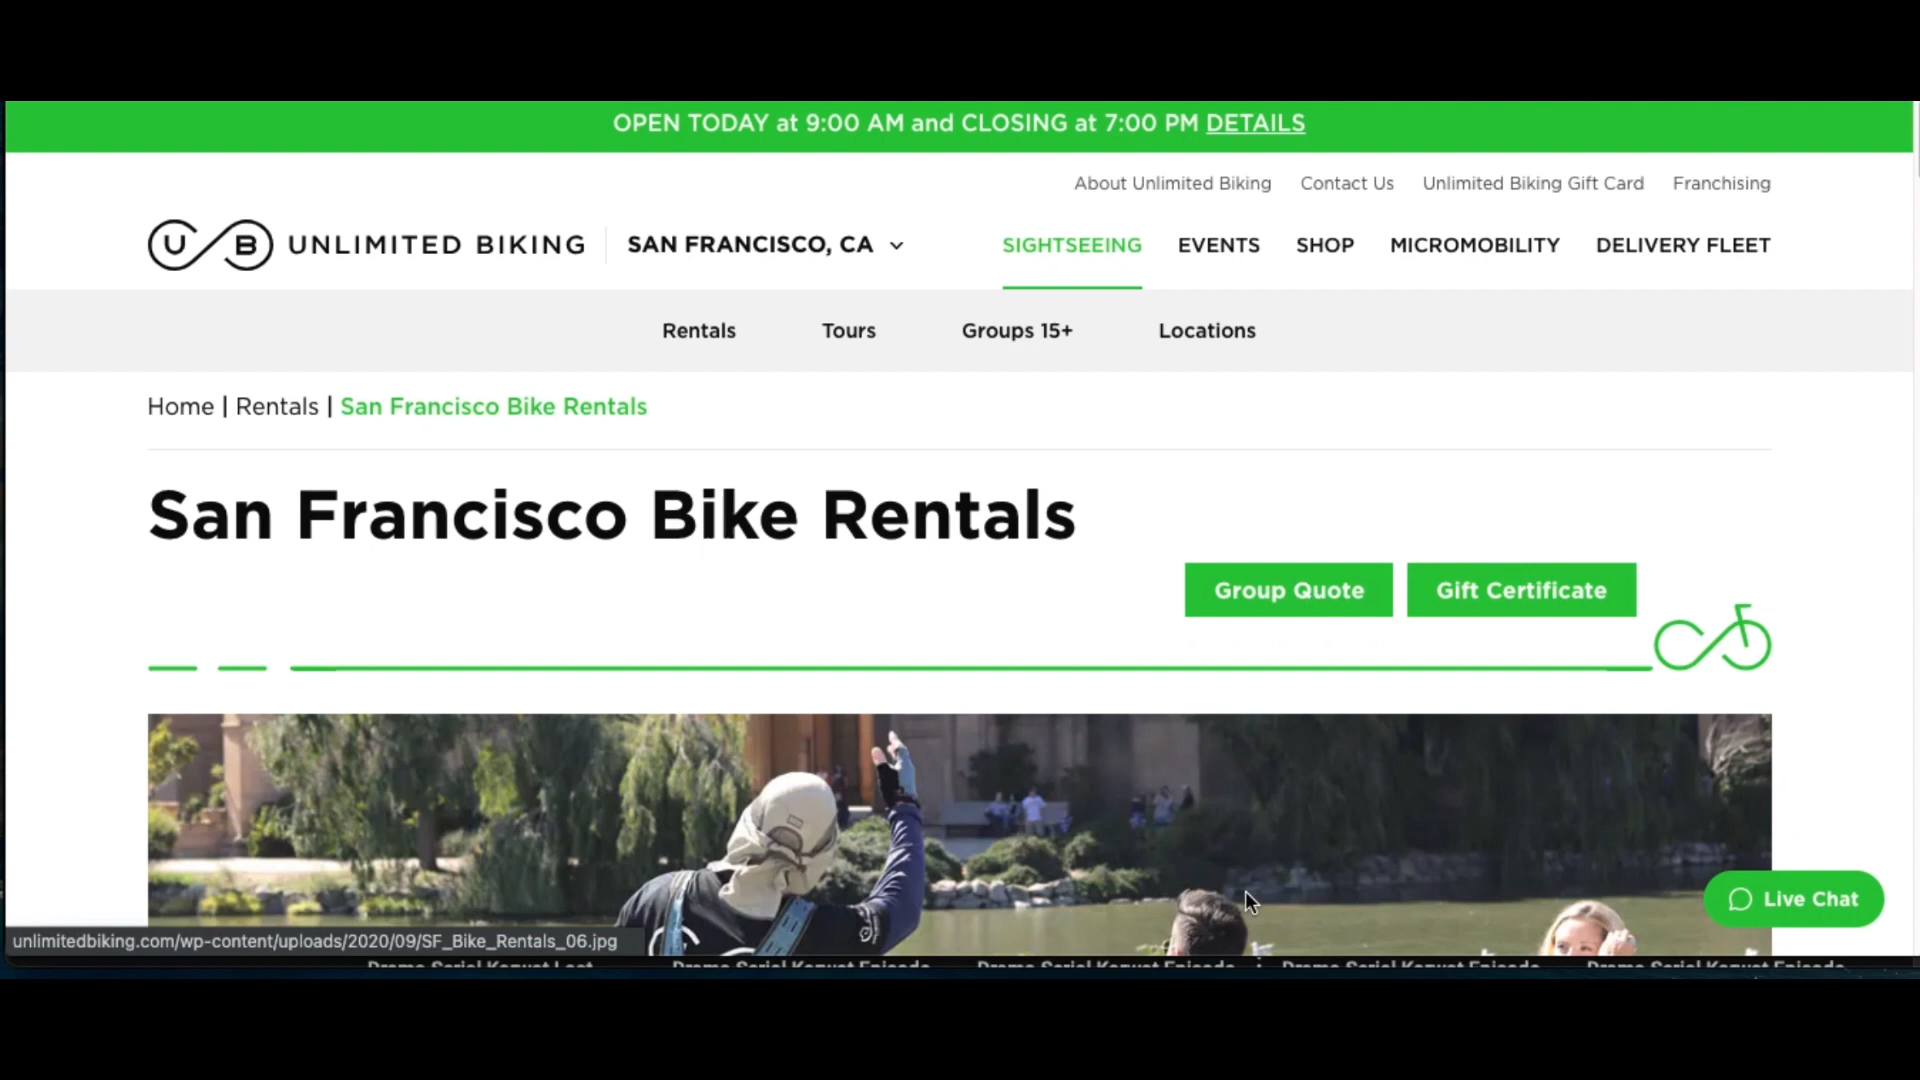 OPEN TODAY at 9:00 AM and CLOSING at 7:00 PM DETAILS
About Unlimited Biking Contact Us Unlimited Biking Gift Card Franchising
U B UNLIMITED BIKING SAN FRANCISCO, CA SIGHTSEEING EVENTS SHOP MICROMOBILITY DELIVERY FLEET
Rentals Tours Groups 15+ Locations
Home | Rentals | San Francisco Bike Rentals
San Francisco Bike Rentals
Group Quote Gift Certificate
Live Chat
unlimitedbiking.com/wp-content/uploads/2020/09/SF_Bike_Rentals_06.jpg